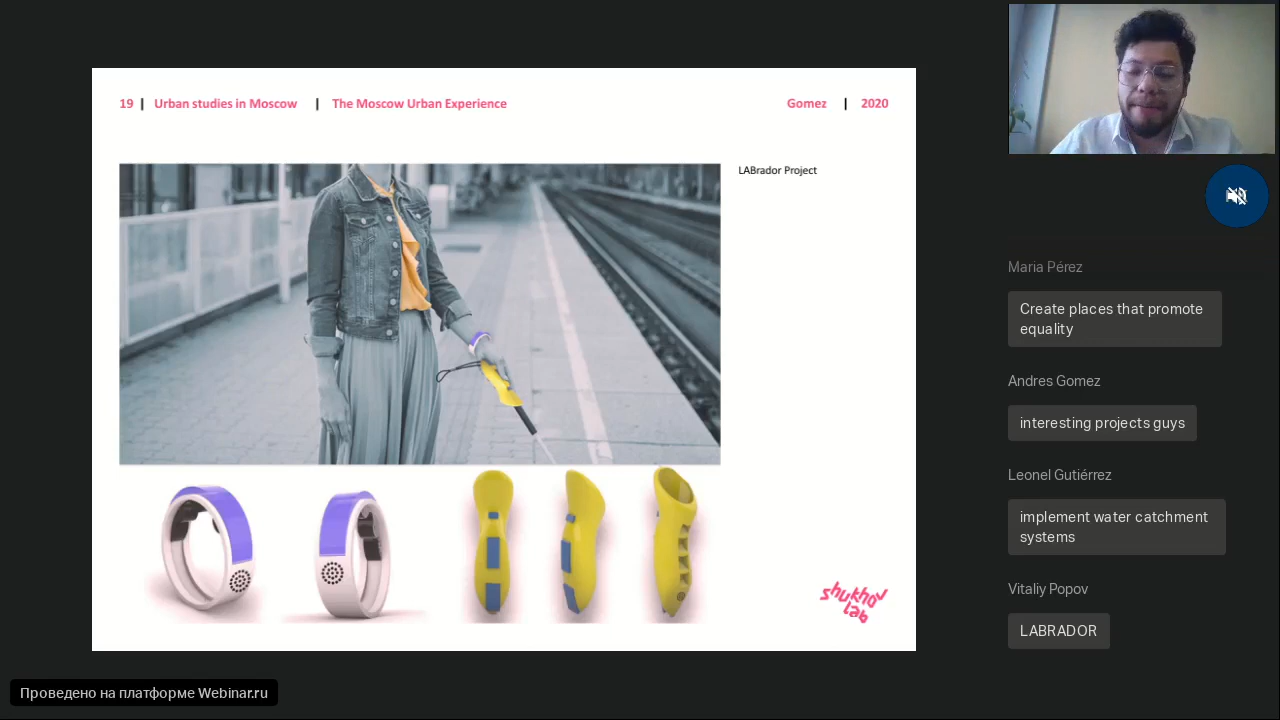 19 | Urban studies in Moscow | The Moscow Urban Experience
Gomez | 2020
LABrador Project
shukhov
lab
Maria Pérez
Create places that promote
equality
Andres Gomez
interesting projects guys
Leonel Gutiérrez
implement water catchment
systems
Vitaliy Popov
LABRADOR
Проведено на платформе Webinar.ru